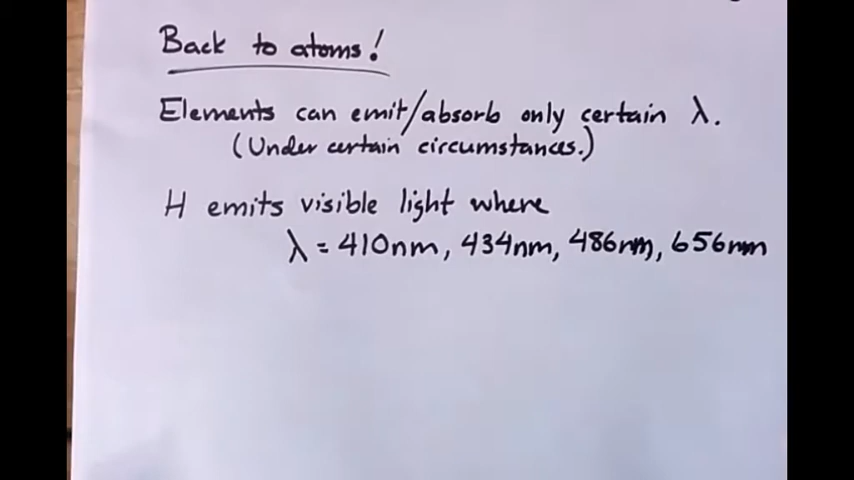 Back to atoms!
Elements can emit/absorb only certain λ.
(Under certain circumstances.)
H emits visible light where
λ = 410nm, 434nm, 486nm, 656nm